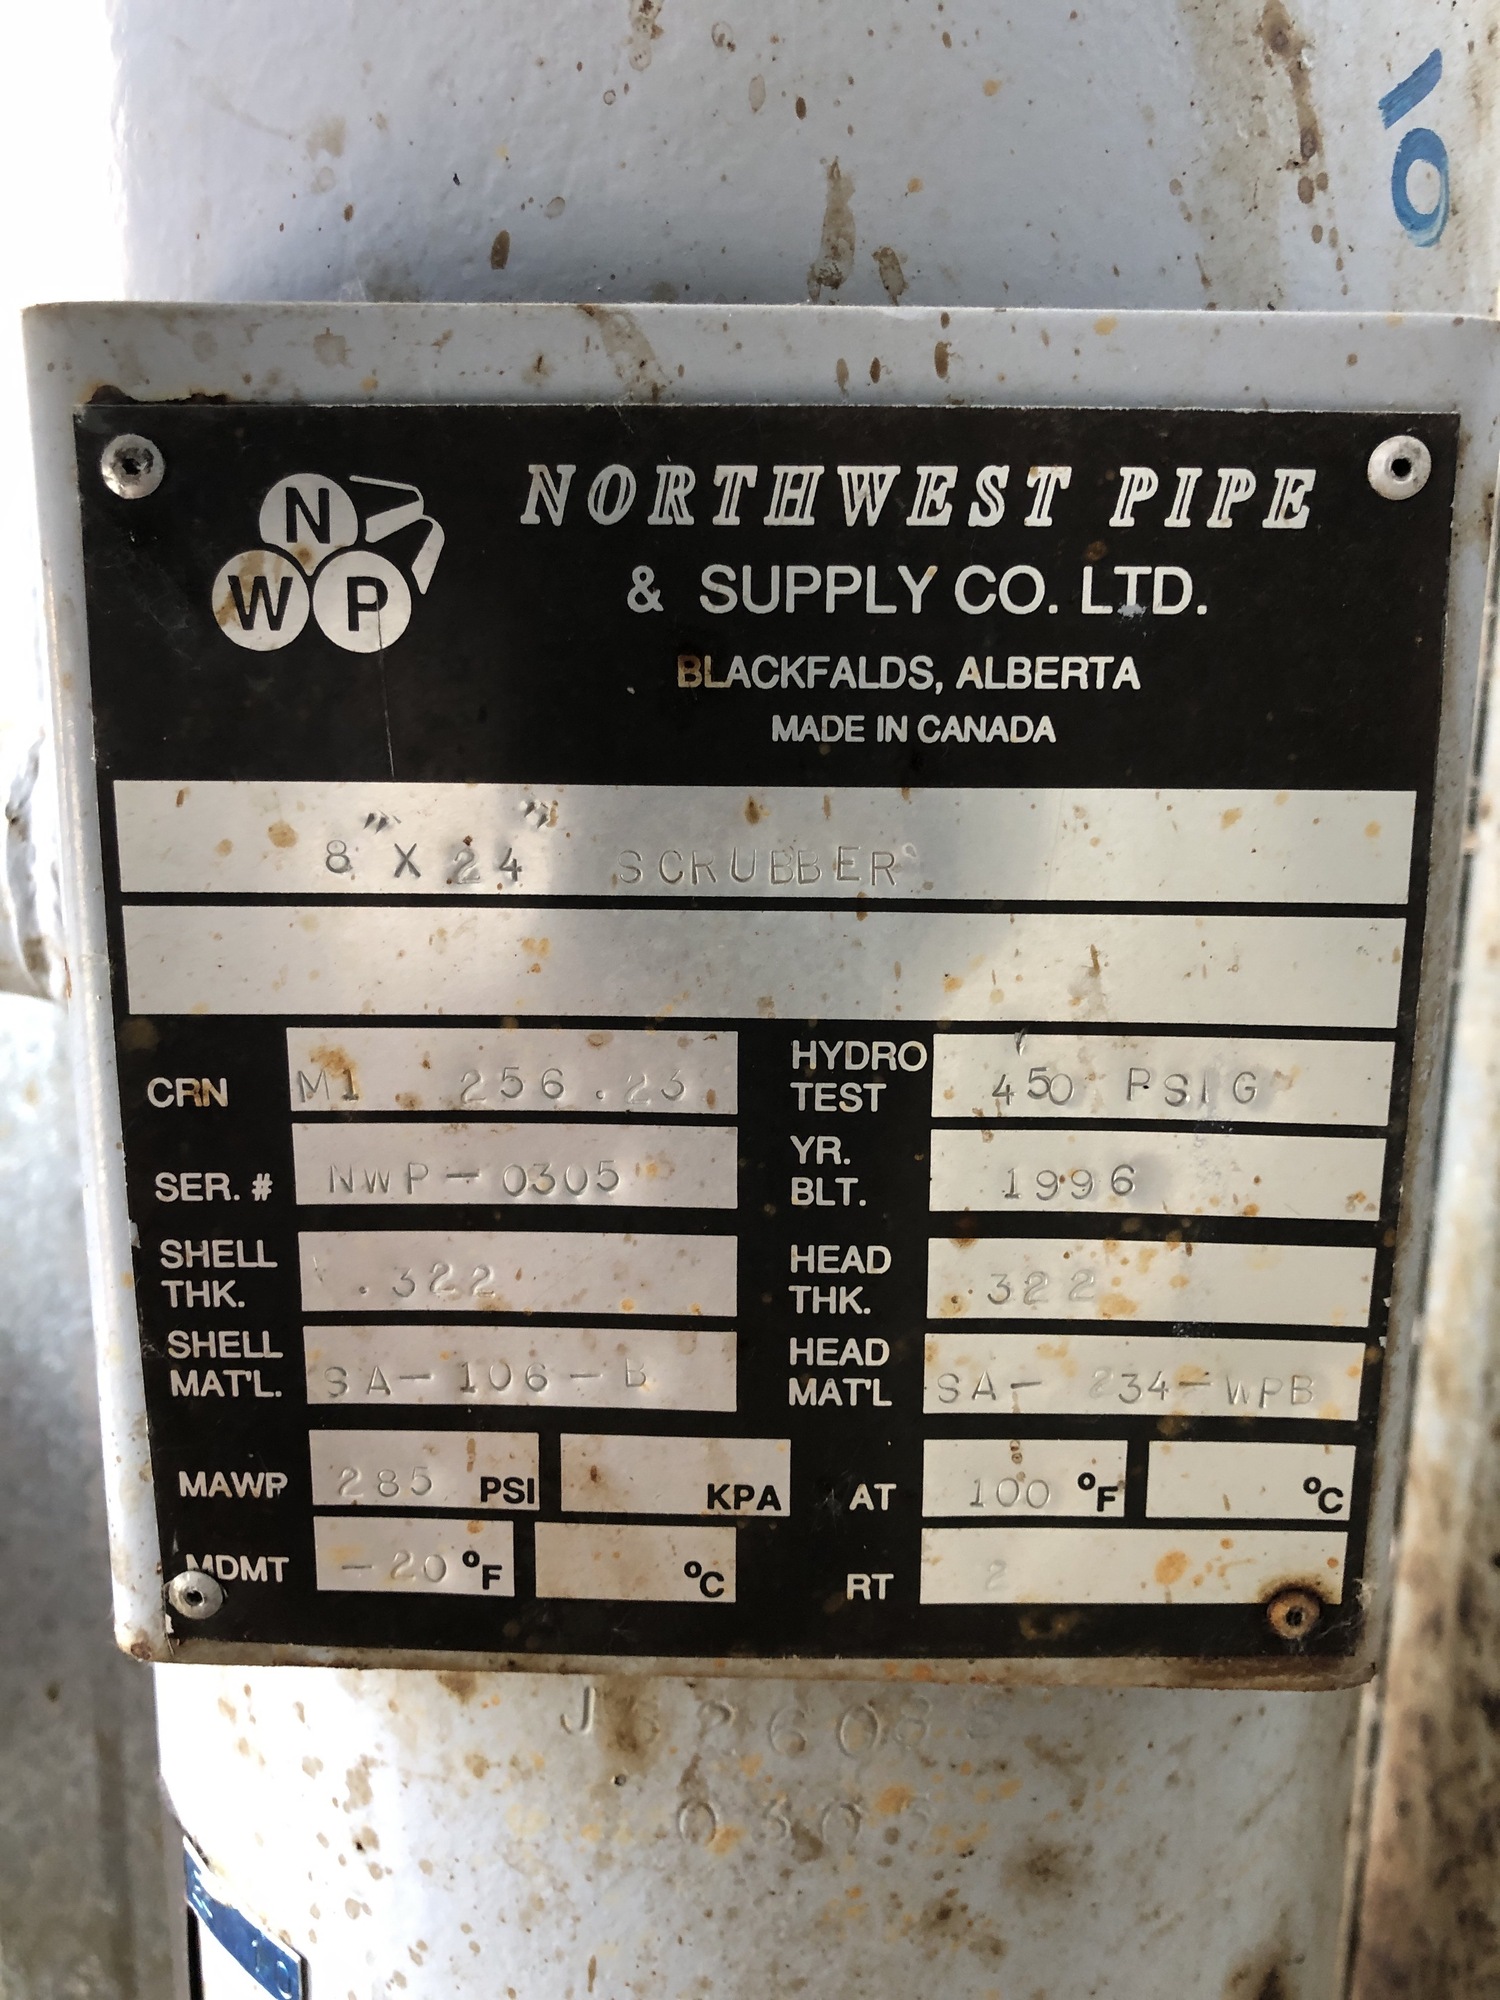 N
W P
NORTHWEST PIPE
& SUPPLY CO. LTD.
BLACKFALDS, ALBERTA
MADE IN CANADA
8" X 24" SCRUBBER
CRN M1 256.23
HYDRO TEST 450 PSIG
SER. # NWP-0305
YR. BLT. 1996
SHELL THK. .322
HEAD THK. .322
SHELL MAT'L. SA-106-B
HEAD MAT'L SA-234-WPB
MAWP 285 PSI KPA AT 100 °F °C
MDMT -20 °F °C RT 2
0305